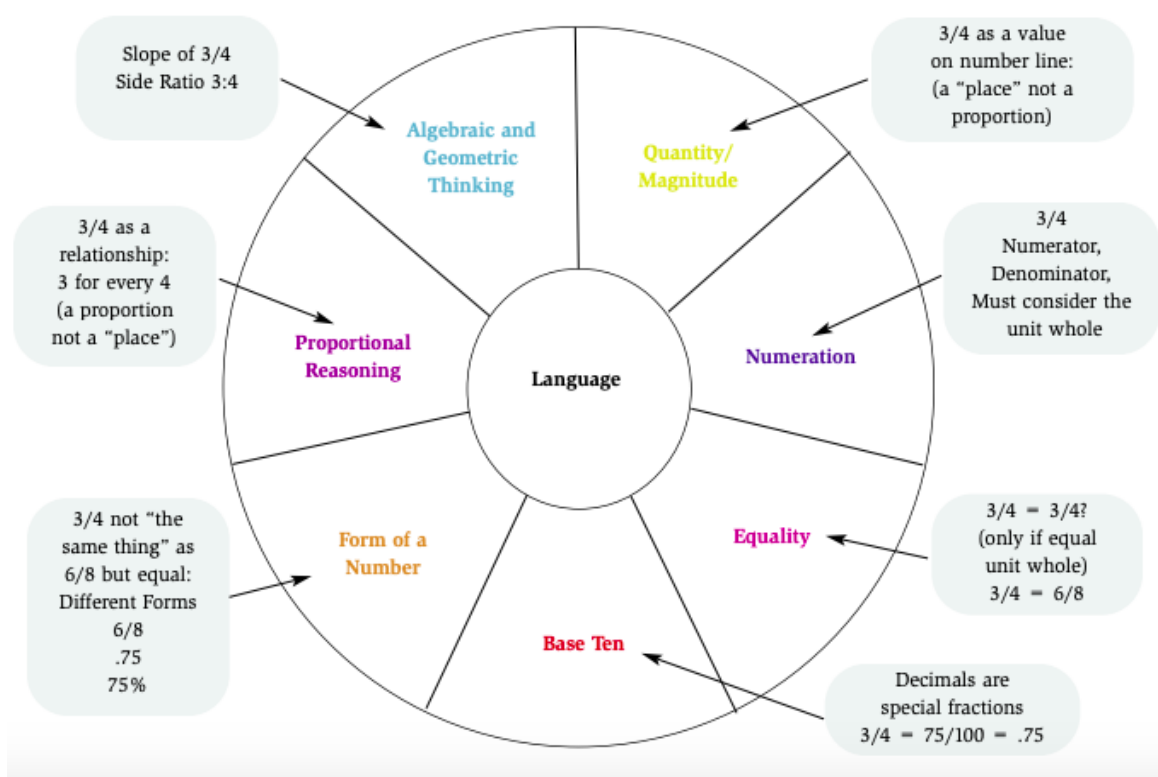 Slope of 3/4
Side Ratio 3:4
3/4 as a value
on number line:
(a “place” not a
proportion)
Algebraic and
Geometric
Thinking
Quantity/
Magnitude
3/4 as a
relationship:
3 for every 4
(a proportion
not a “place”)
3/4
Numerator,
Denominator,
Must consider the
unit whole
Proportional
Reasoning
Language
Numeration
3/4 not “the
same thing” as
6/8 but equal:
Different Forms
6/8
.75
75%
Form of a
Number
Equality
3/4 = 3/4?
(only if equal
unit whole)
3/4 = 6/8
Base Ten
Decimals are
special fractions
3/4 = 75/100 = .75